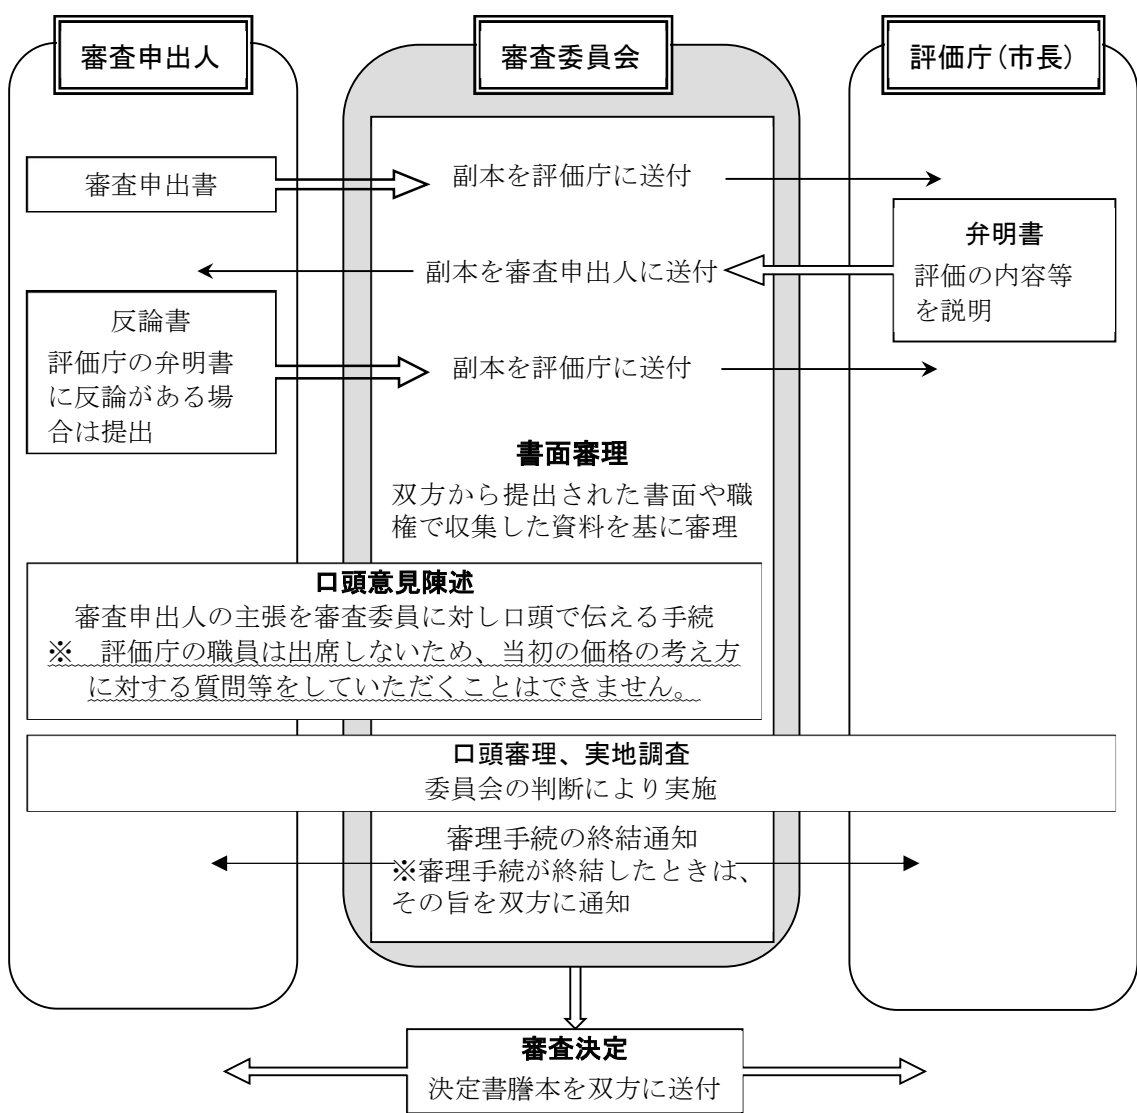 審査申出人
審査委員会
評価庁(市長)
審査申出書
副本を評価庁に送付
弁明書
評価の内容等
を説明
副本を審査申出人に送付
反論書
評価庁の弁明書
に反論がある場
合は提出
副本を評価庁に送付
書面審理
双方から提出された書面や職
権で収集した資料を基に審理
口頭意見陳述
審査申出人の主張を審査委員に対し口頭で伝える手続
※　評価庁の職員は出席しないため、当初の価格の考え方
に対する質問等をしていただくことはできません。
口頭審理、実地調査
委員会の判断により実施
審理手続の終結通知
※審理手続が終結したときは、
その旨を双方に通知
審査決定
決定書謄本を双方に送付